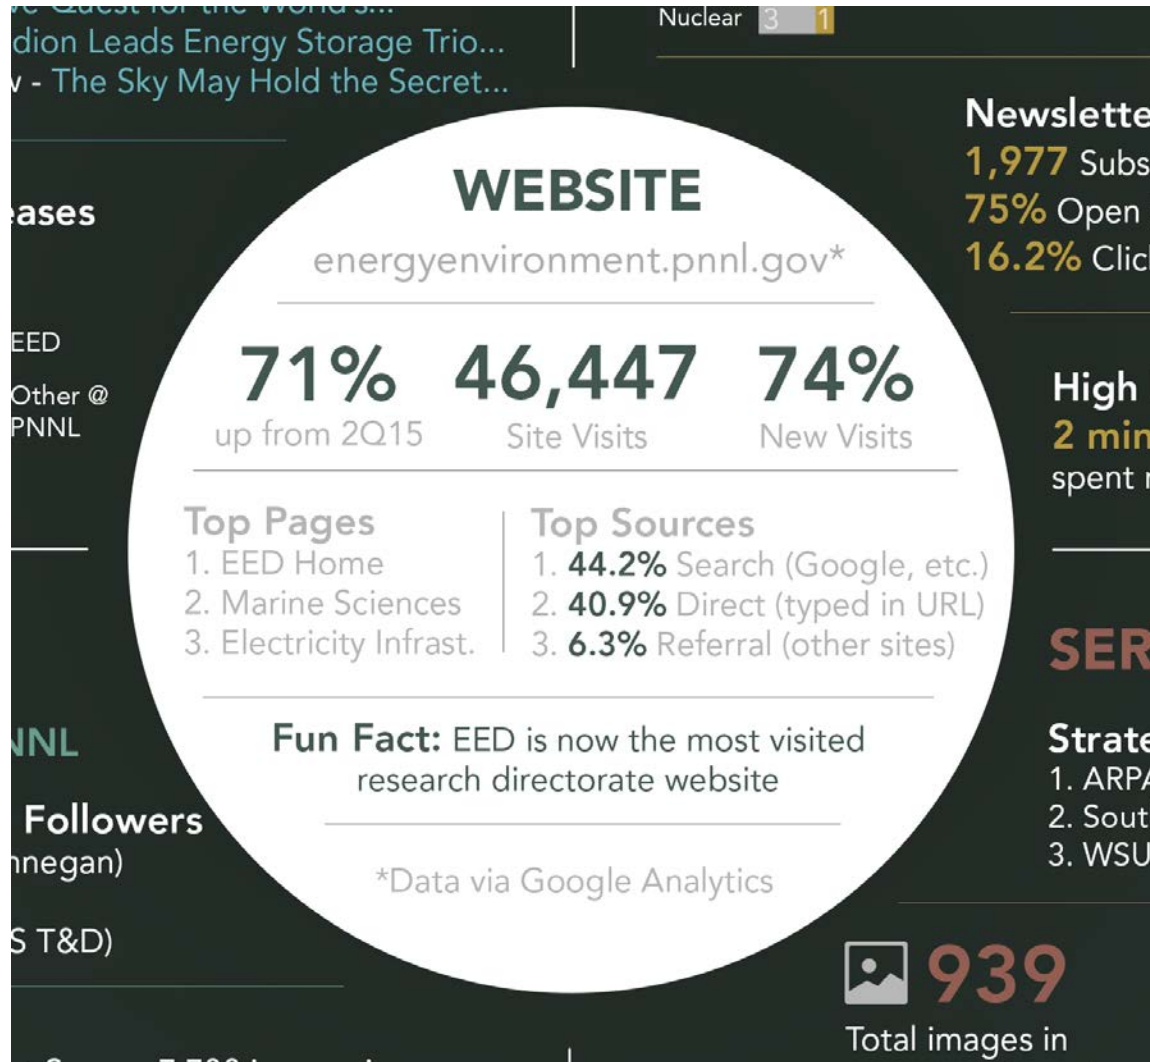 ve Quest for the World's...
dion Leads Energy Storage Trio...
- The Sky May Hold the Secret...
Nuclear 3 1
Newslette
1,977 Subs
75% Open
16.2% Clic
eases
EED
Other @
PNNL
WEBSITE
energyenvironment.pnnl.gov*
71% 46,447 74%
up from 2Q15 Site Visits New Visits
Top Pages
1. EED Home
2. Marine Sciences
3. Electricity Infrast.
Top Sources
1. 44.2% Search (Google, etc.)
2. 40.9% Direct (typed in URL)
3. 6.3% Referral (other sites)
Fun Fact: EED is now the most visited
research directorate website
*Data via Google Analytics
High
2 min
spent
SER
Strate
1. ARPA
2. Sout
3. WSU
NNL
Followers
nnegan)
S T&D)
939
Total images in